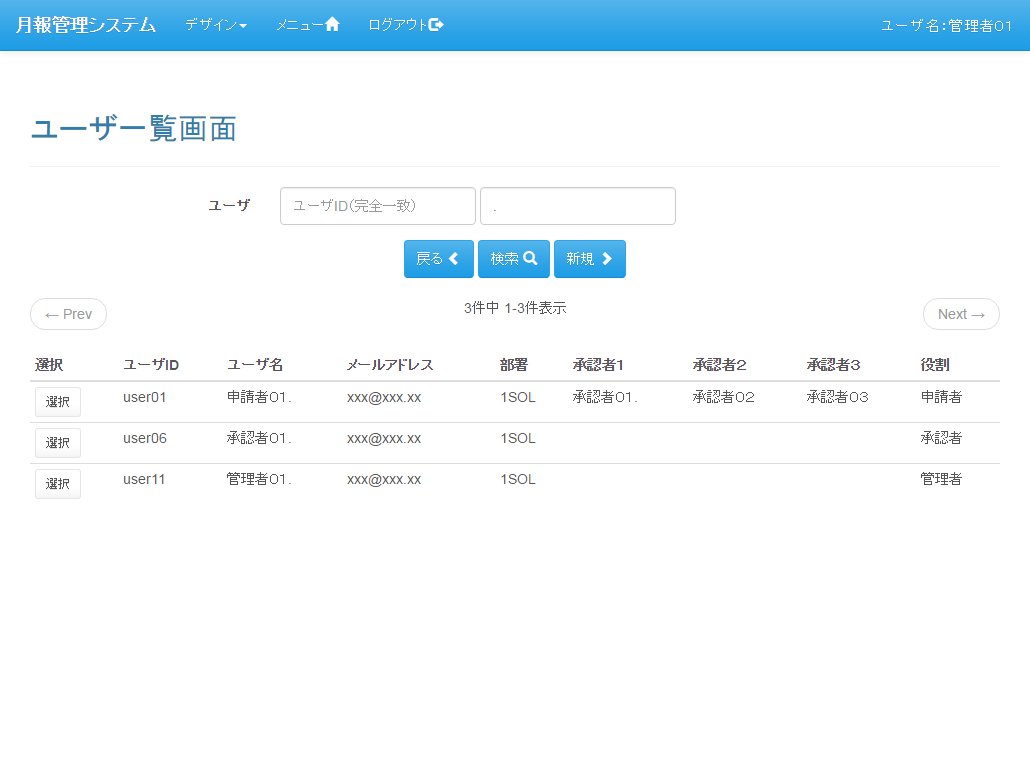 月報管理システム デザイン メニュー ログアウト ユーザ名：管理者01
ユーザ一覧画面
ユーザ ユーザID(完全一致) .
戻る 検索 新規
← Prev 3件中 1-3件表示 Next →
選択 ユーザID ユーザ名 メールアドレス 部署 承認者1 承認者2 承認者3 役割
選択 user01 申請者01. xxx@xxx.xx 1SOL 承認者01. 承認者02 承認者03 申請者
選択 user06 承認者01. xxx@xxx.xx 1SOL 承認者
選択 user11 管理者01. xxx@xxx.xx 1SOL 管理者